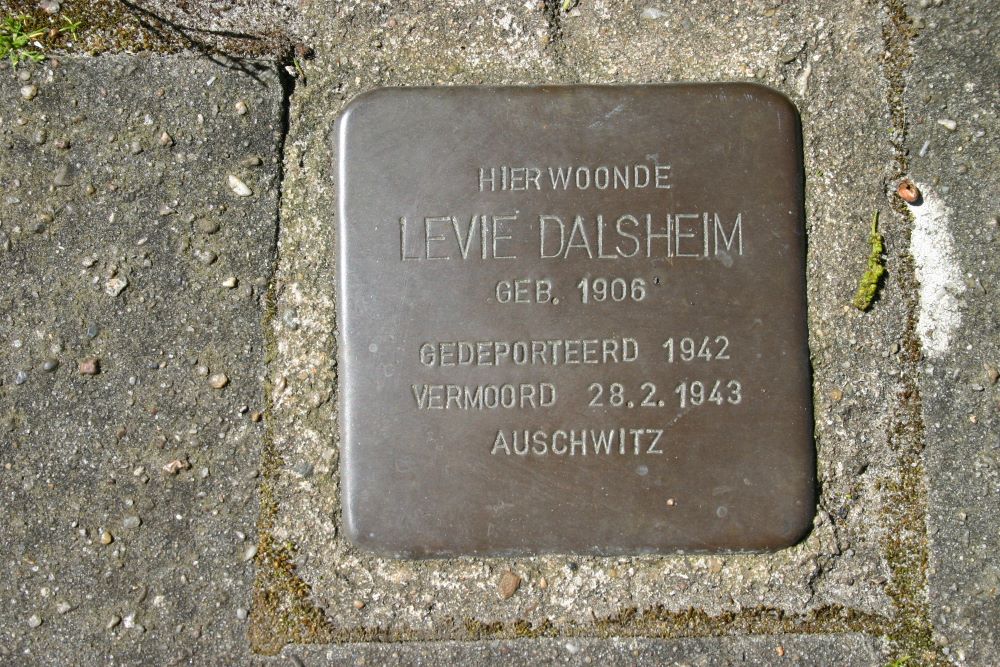 HIER WOONDE
LEVIE DALSHEIM
GEB. 1906
GEDEPORTEERD 1942
VERMOORD 28.2.1943
AUSCHWITZ